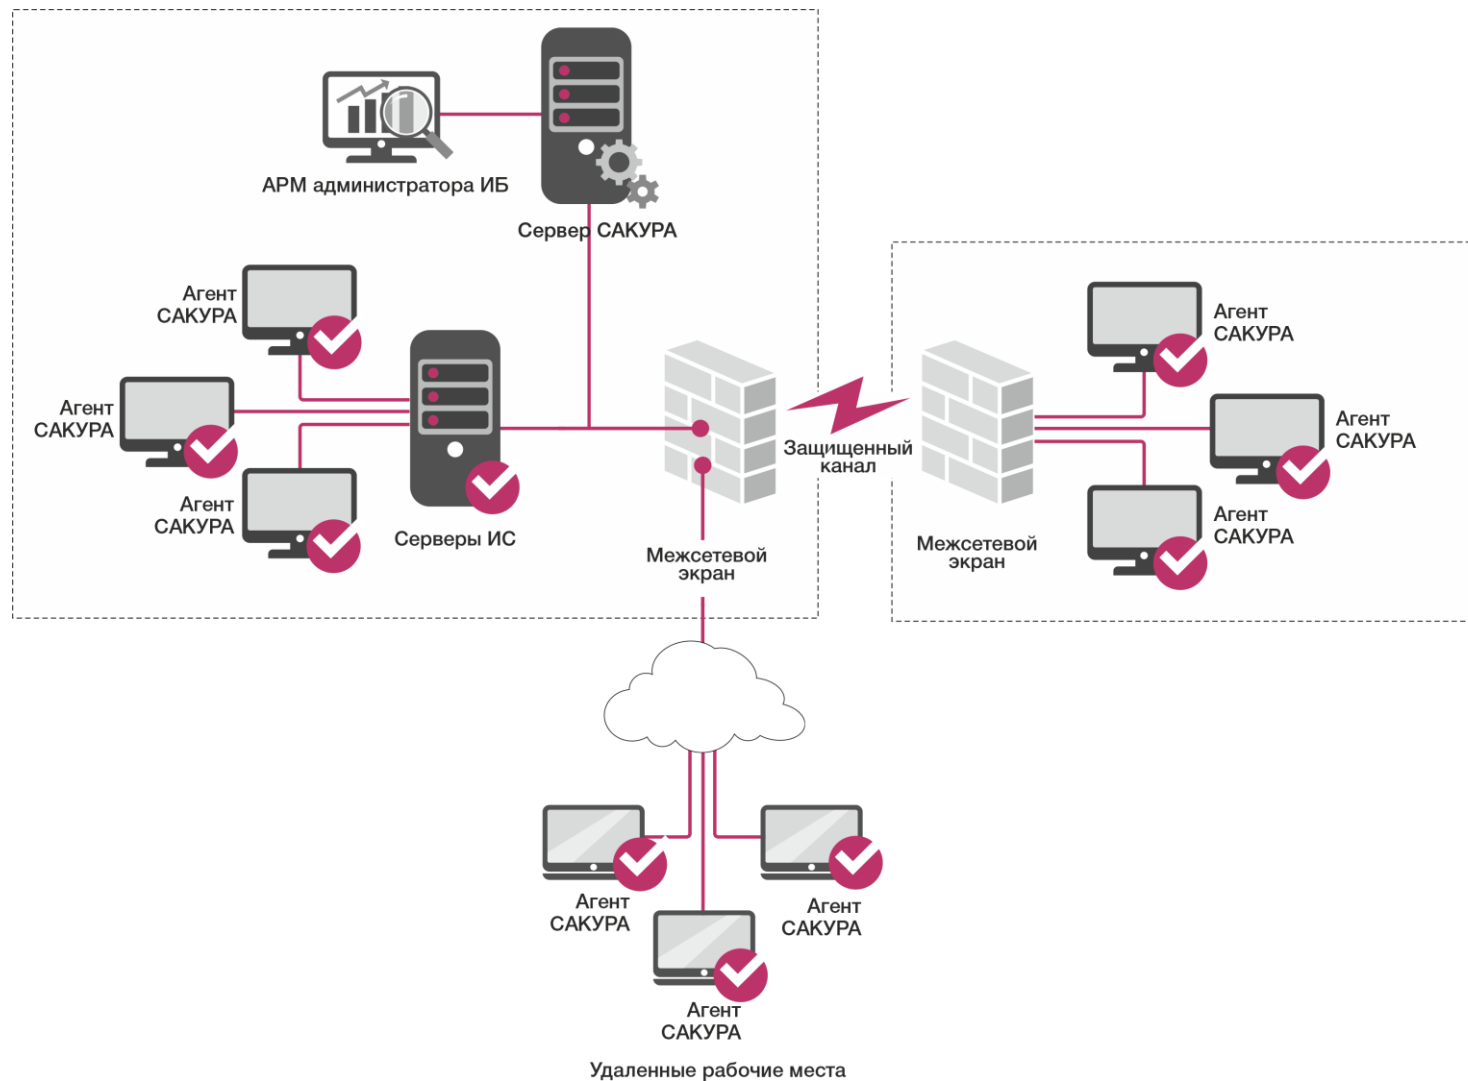 АРМ администратора ИБ
Сервер САКУРА
Агент
САКУРА
Агент
САКУРА
Агент
САКУРА
Серверы ИС
Межсетевой
экран
Защищенный
канал
Межсетевой
экран
Агент
САКУРА
Агент
САКУРА
Агент
САКУРА
Агент
САКУРА
Агент
САКУРА
Агент
САКУРА
Удаленные рабочие места